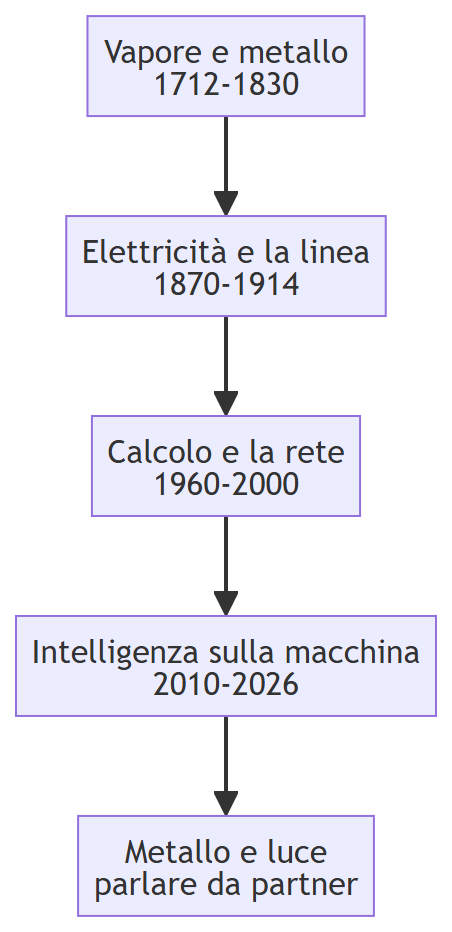 Vapore e metallo
1712-1830
Elettricità e la linea
1870-1914
Calcolo e la rete
1960-2000
Intelligenza sulla macchina
2010-2026
Metallo e luce
parlare da partner